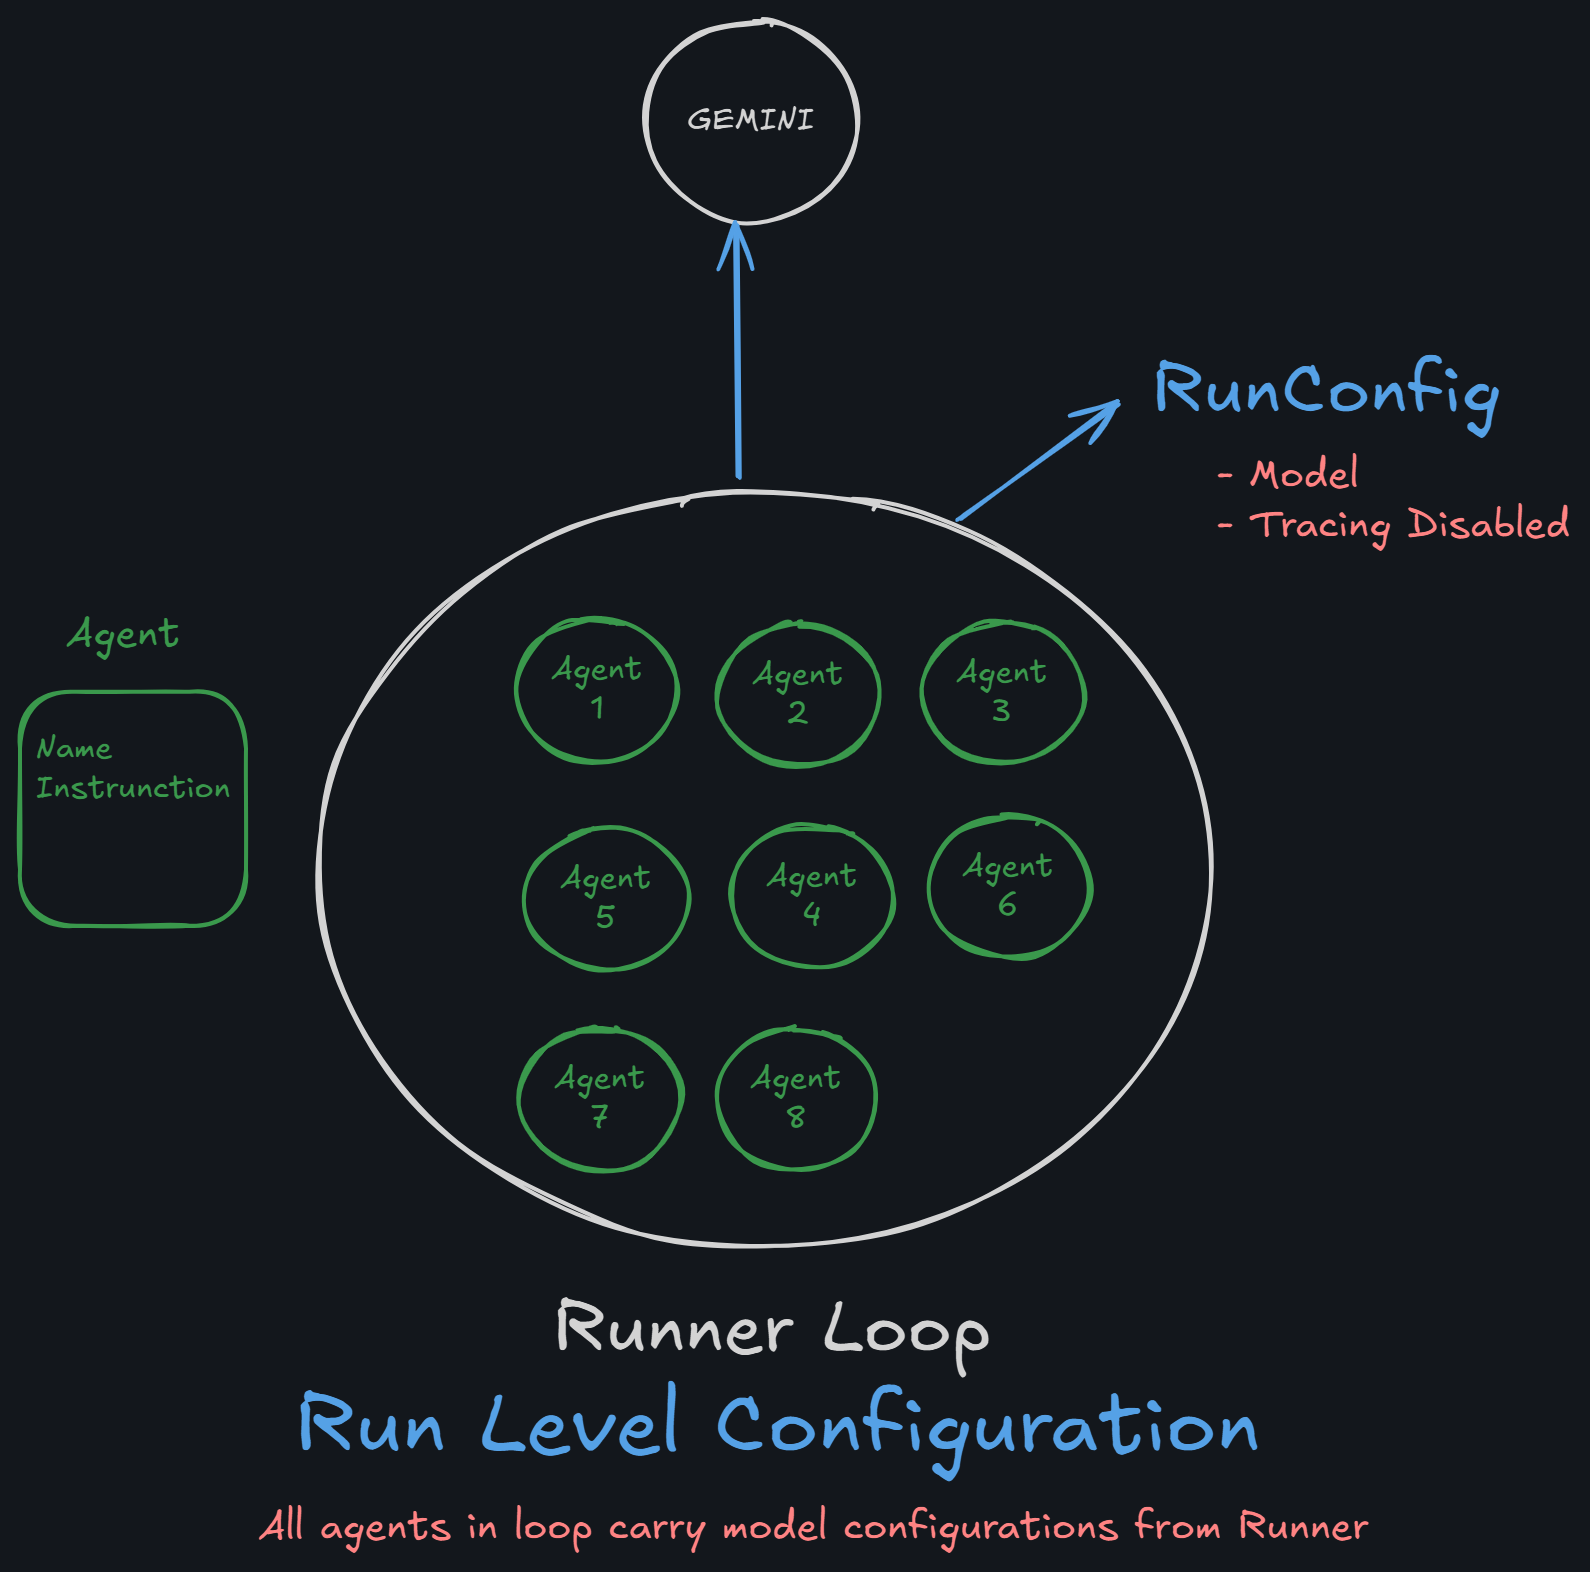 GEMINI
RunConfig
- Model
- Tracing Disabled
Agent
Name
Instrunction
Agent
1
Agent
2
Agent
3
Agent
5
Agent
4
Agent
6
Agent
7
Agent
8
Runner Loop
Run Level Configuration
All agents in loop carry model configurations from Runner